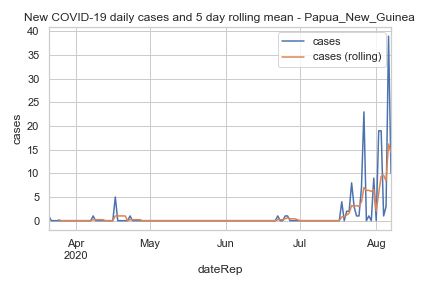 New COVID-19 daily cases and 5 day rolling mean - Papua_New_Guinea
cases
cases (rolling)
40
35
30
25
20
15
10
5
0
cases
Apr
2020
May
Jun
Jul
Aug
dateRep